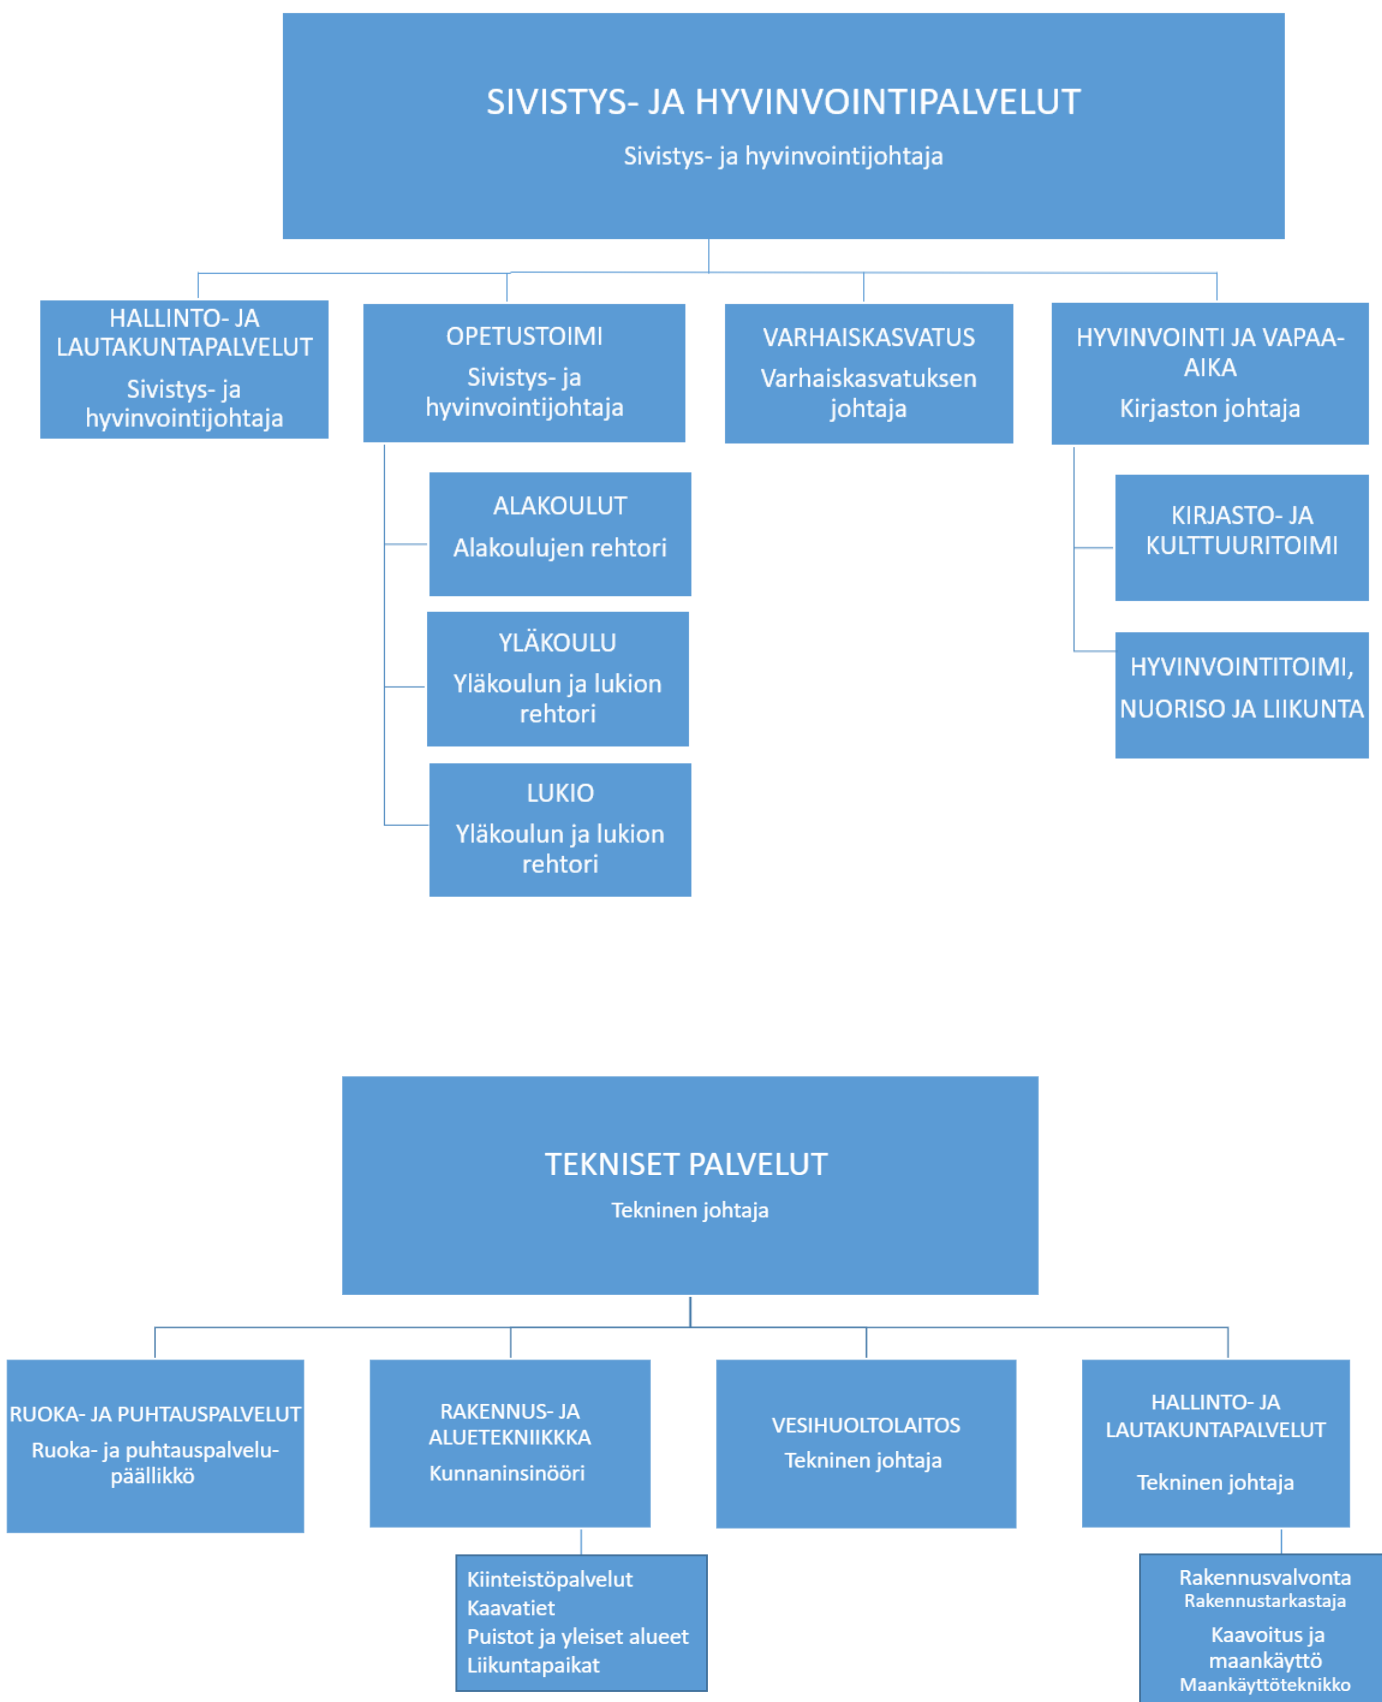 SIVISTYS- JA HYVINVOINTIPALVELUT
Sivistys- ja hyvinvointijohtaja
HALLINTO- JA
LAUTAKUNTAPALVELUT
Sivistys- ja
hyvinvointijohtaja
OPETUSTOIMI
Sivistys- ja
hyvinvointijohtaja
ALAKOULUT
Alakoulujen rehtori
YLÄKOULU
Yläkoulun ja lukion
rehtori
LUKIO
Yläkoulun ja lukion
rehtori
VARHAISKASVATUS
Varhaiskasvatuksen
johtaja
HYVINVOINTI JA VAPAA-
AIKA
Kirjaston johtaja
KIRJASTO- JA
KULTTUURITOIMI
HYVINVOINTITOIMI,
NUORISO JA LIIKUNTA
TEKNISET PALVELUT
Tekninen johtaja
RUOKA- JA PUHTAUSPALVELUT
Ruoka- ja puhtauspalvelu-
päällikkö
RAKENNUS- JA
ALUETEKNIIKKKA
Kunnaninsinööri
Kiinteistöpalvelut
Kaavatiet
Puistot ja yleiset alueet
Liikuntapaikat
VESIHUOLTOLAITOS
Tekninen johtaja
HALLINTO- JA
LAUTAKUNTAPALVELUT
Tekninen johtaja
Rakennusvalvonta
Rakennustarkastaja
Kaavoitus ja
maankäyttö
Maankäyttöteknikko